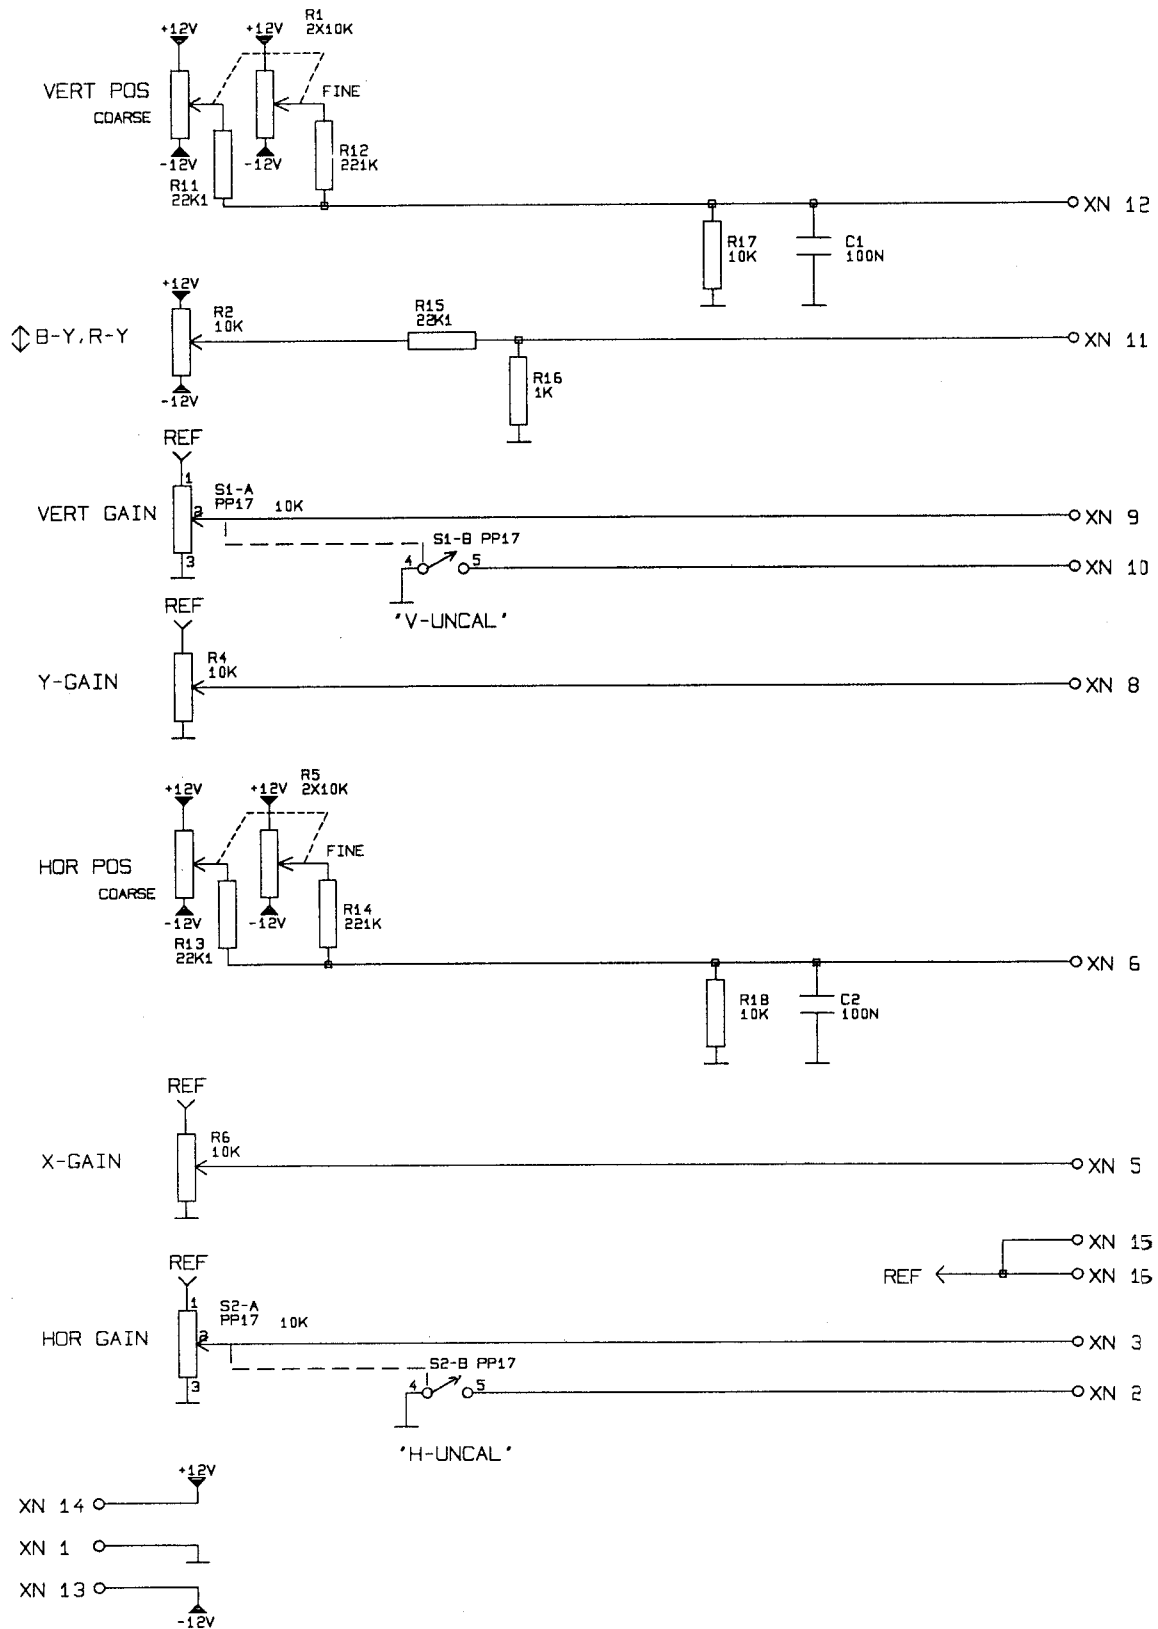 R1
+12V +12V 2X10K
VERT POS
COARSE
FINE
-12V -12V
R12
221K
R11
22K1
XN 12
R17
10K
C1
100N
+12V
R2
10K
R15
22K1
B-Y,R-Y
XN 11
R16
1K
-12V
REF
1
S1-A
PP17 10K
VERT GAIN 2
XN 9
S1-B PP17
3
4 5
XN 10
"V-UNCAL"
REF
R4
10K
Y-GAIN
XN 8
R5
+12V +12V 2X10K
HOR POS
COARSE
FINE
-12V -12V
R14
221K
R13
22K1
XN 6
R18
10K
C2
100N
REF
R6
10K
X-GAIN
XN 5
XN 15
REF
XN 16
REF
1
S2-A
PP17 10K
HOR GAIN 2
XN 3
S2-B PP17
3
4 5
XN 2
"H-UNCAL"
+12V
XN 14
XN 1
XN 13
-12V